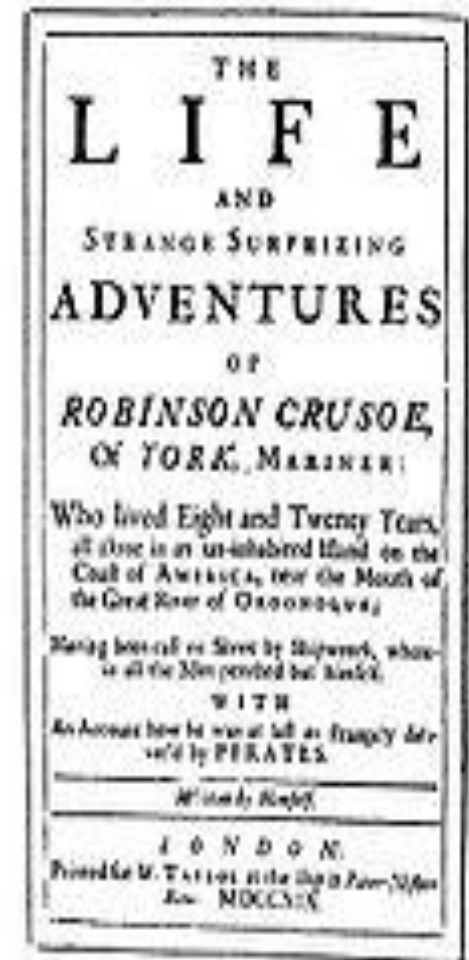 THE
LIFE
AND
STRANGE SURPRIZING
ADVENTURES
OF
ROBINSON CRUSOE,
Of YORK, MARINER:
Who lived Eight and Twenty Years,
all alone in an un-inhabited Island on the
Coast of AMERICA, near the Mouth of
the Great River of OROONOQUE;
Having been cast on Shore by Shipwreck, where-
in all the Men perished but himself.
WITH
An Account how he was at last as strangely deli-
ver'd by PYRATES.
Written by Himself.
LONDON:
Printed for W. TAYLOR at the Ship in Pater-Noster
Row. MDCCXIX.